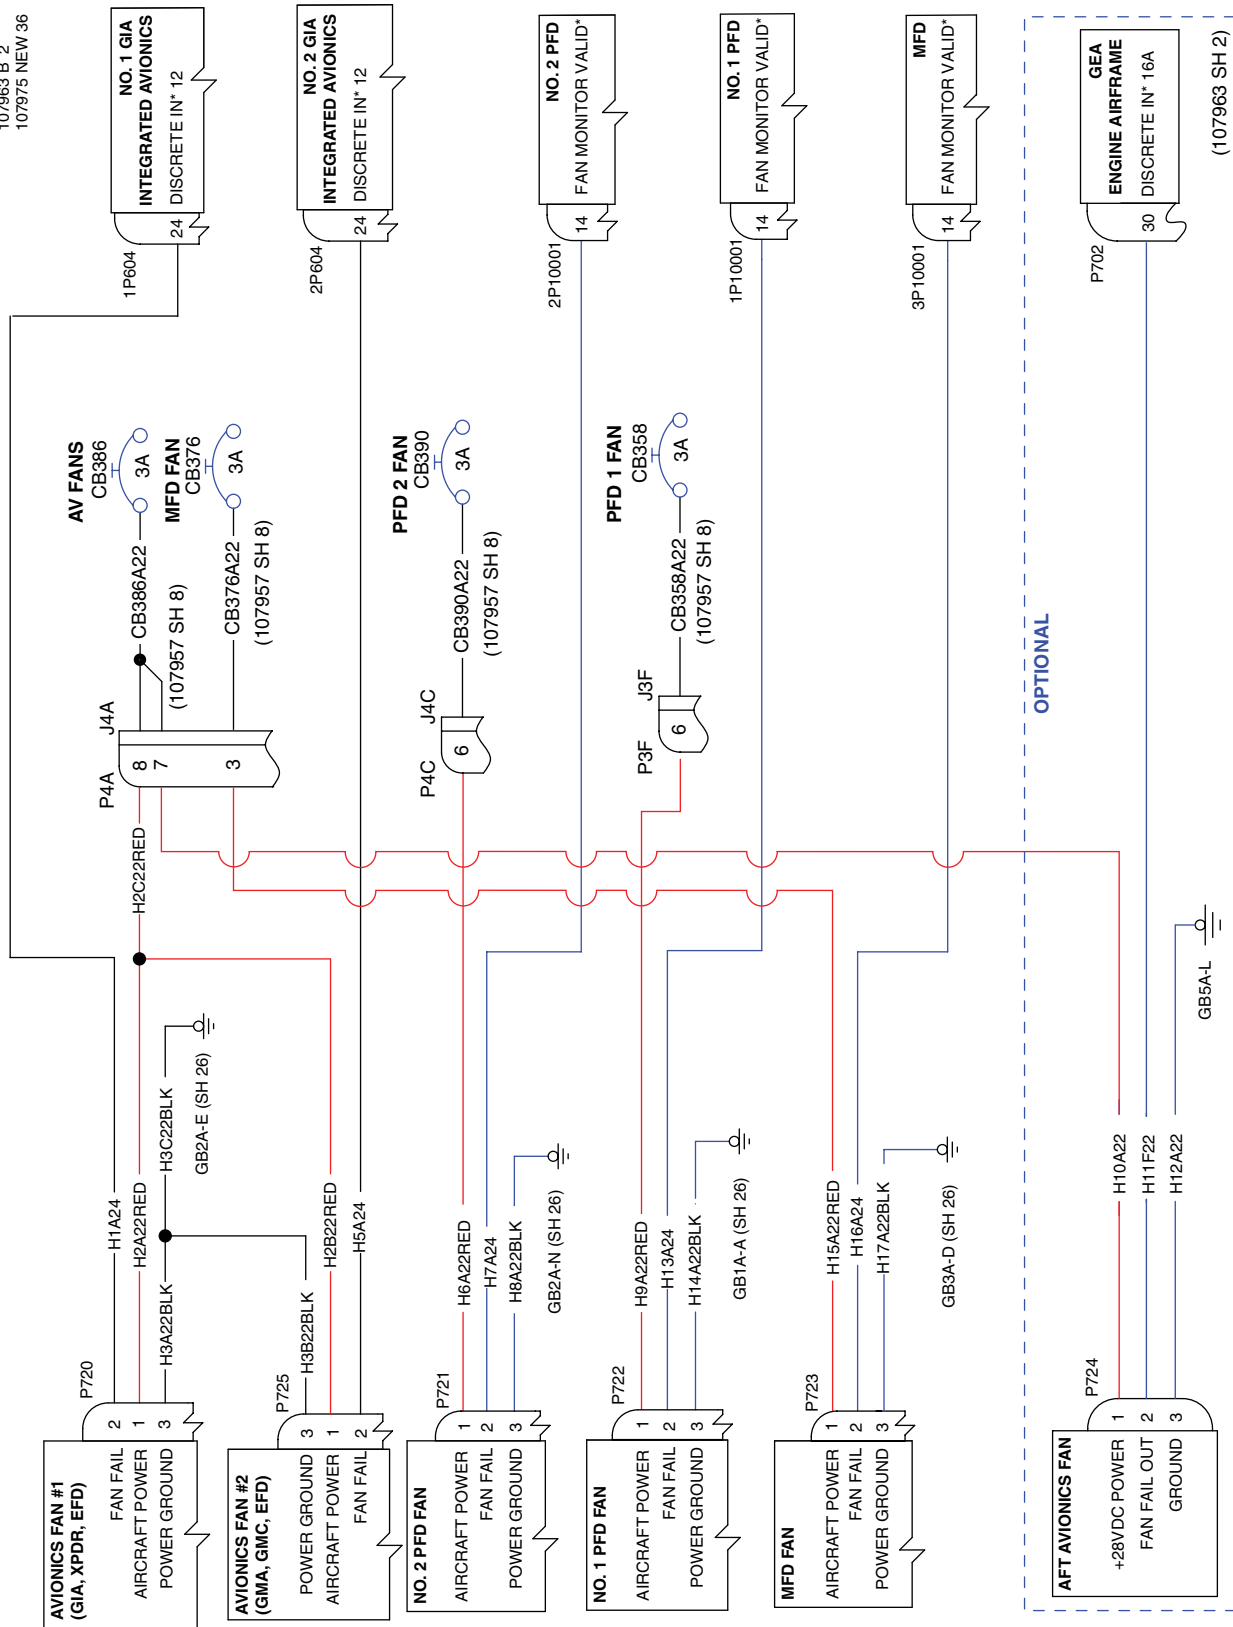 107963 B 2
107975 NEW 36
NO. 1 GIA
INTEGRATED AVIONICS
24 DISCRETE IN* 12
1P604
NO. 2 GIA
INTEGRATED AVIONICS
24 DISCRETE IN* 12
2P604
NO. 2 PFD
14 FAN MONITOR VALID*
2P10001
NO. 1 PFD
14 FAN MONITOR VALID*
1P10001
MFD
14 FAN MONITOR VALID*
3P10001
GEA
ENGINE AIRFRAME
30 DISCRETE IN* 16A
P702
(107963 SH 2)
AV FANS
CB386
3A
CB386A22
(107957 SH 8)
MFD FAN
CB376
3A
CB376A22
(107957 SH 8)
P4A J4A
8
7
3
PFD 2 FAN
CB390
3A
CB390A22
(107957 SH 8)
P4C J4C
6
PFD 1 FAN
CB358
3A
CB358A22
(107957 SH 8)
P3F J3F
6
OPTIONAL
H2C22RED
H1A24
H2A22RED
H3A22BLK
H3C22BLK
GB2A-E (SH 26)
H3B22BLK
H2B22RED
H5A24
H6A22RED
H7A24
H8A22BLK
GB2A-N (SH 26)
H9A22RED
H13A24
H14A22BLK
GB1A-A (SH 26)
H15A22RED
H16A24
H17A22BLK
GB3A-D (SH 26)
H10A22
H11F22
H12A22
GB5A-L
AVIONICS FAN #1
(GIA, XPDR, EFD)
P720
FAN FAIL 2
AIRCRAFT POWER 1
POWER GROUND 3
AVIONICS FAN #2
(GMA, GMC, EFD)
P725
POWER GROUND 3
AIRCRAFT POWER 1
FAN FAIL 2
NO. 2 PFD FAN
P721
AIRCRAFT POWER 1
FAN FAIL 2
POWER GROUND 3
NO. 1 PFD FAN
P722
AIRCRAFT POWER 1
FAN FAIL 2
POWER GROUND 3
MFD FAN
P723
AIRCRAFT POWER 1
FAN FAIL 2
POWER GROUND 3
AFT AVIONICS FAN
P724
+28VDC POWER 1
FAN FAIL OUT 2
GROUND 3